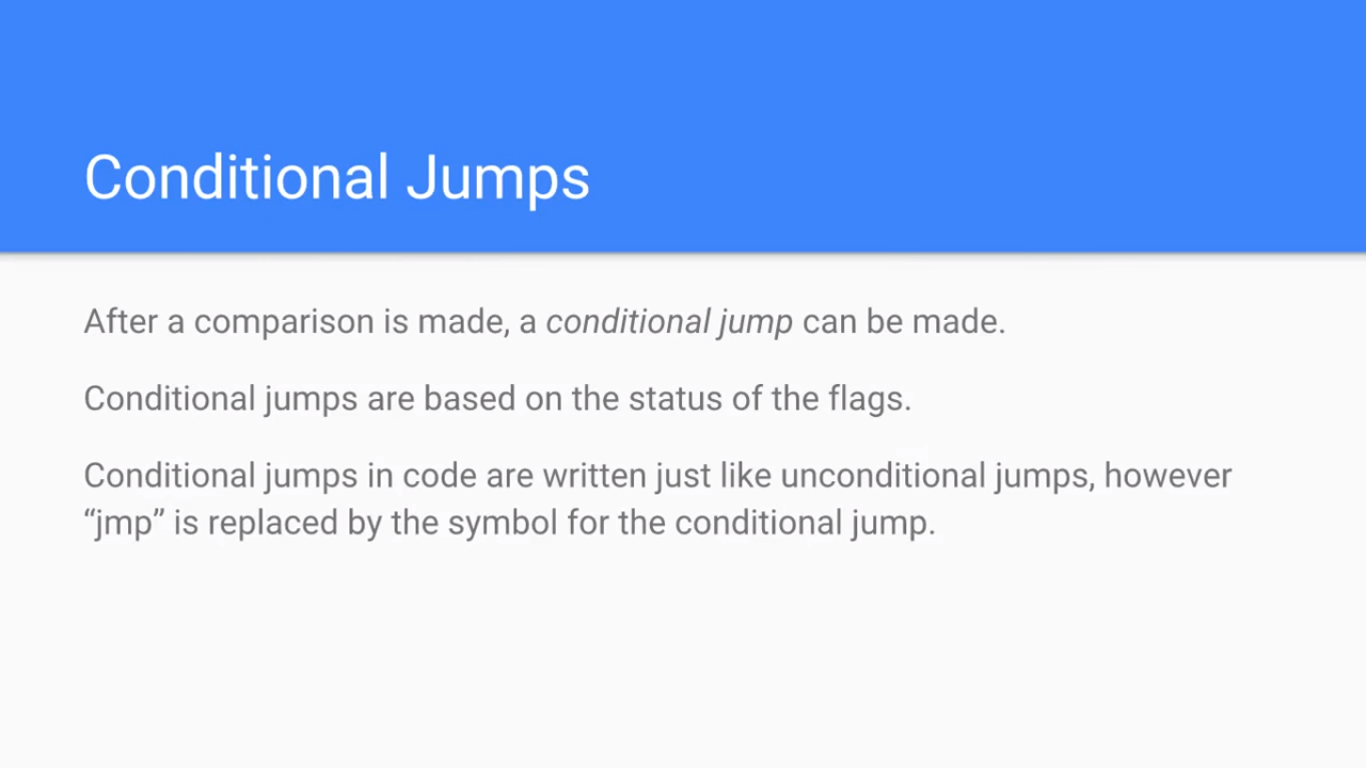 Conditional Jumps
After a comparison is made, a conditional jump can be made.
Conditional jumps are based on the status of the flags.
Conditional jumps in code are written just like unconditional jumps, however
“jmp” is replaced by the symbol for the conditional jump.